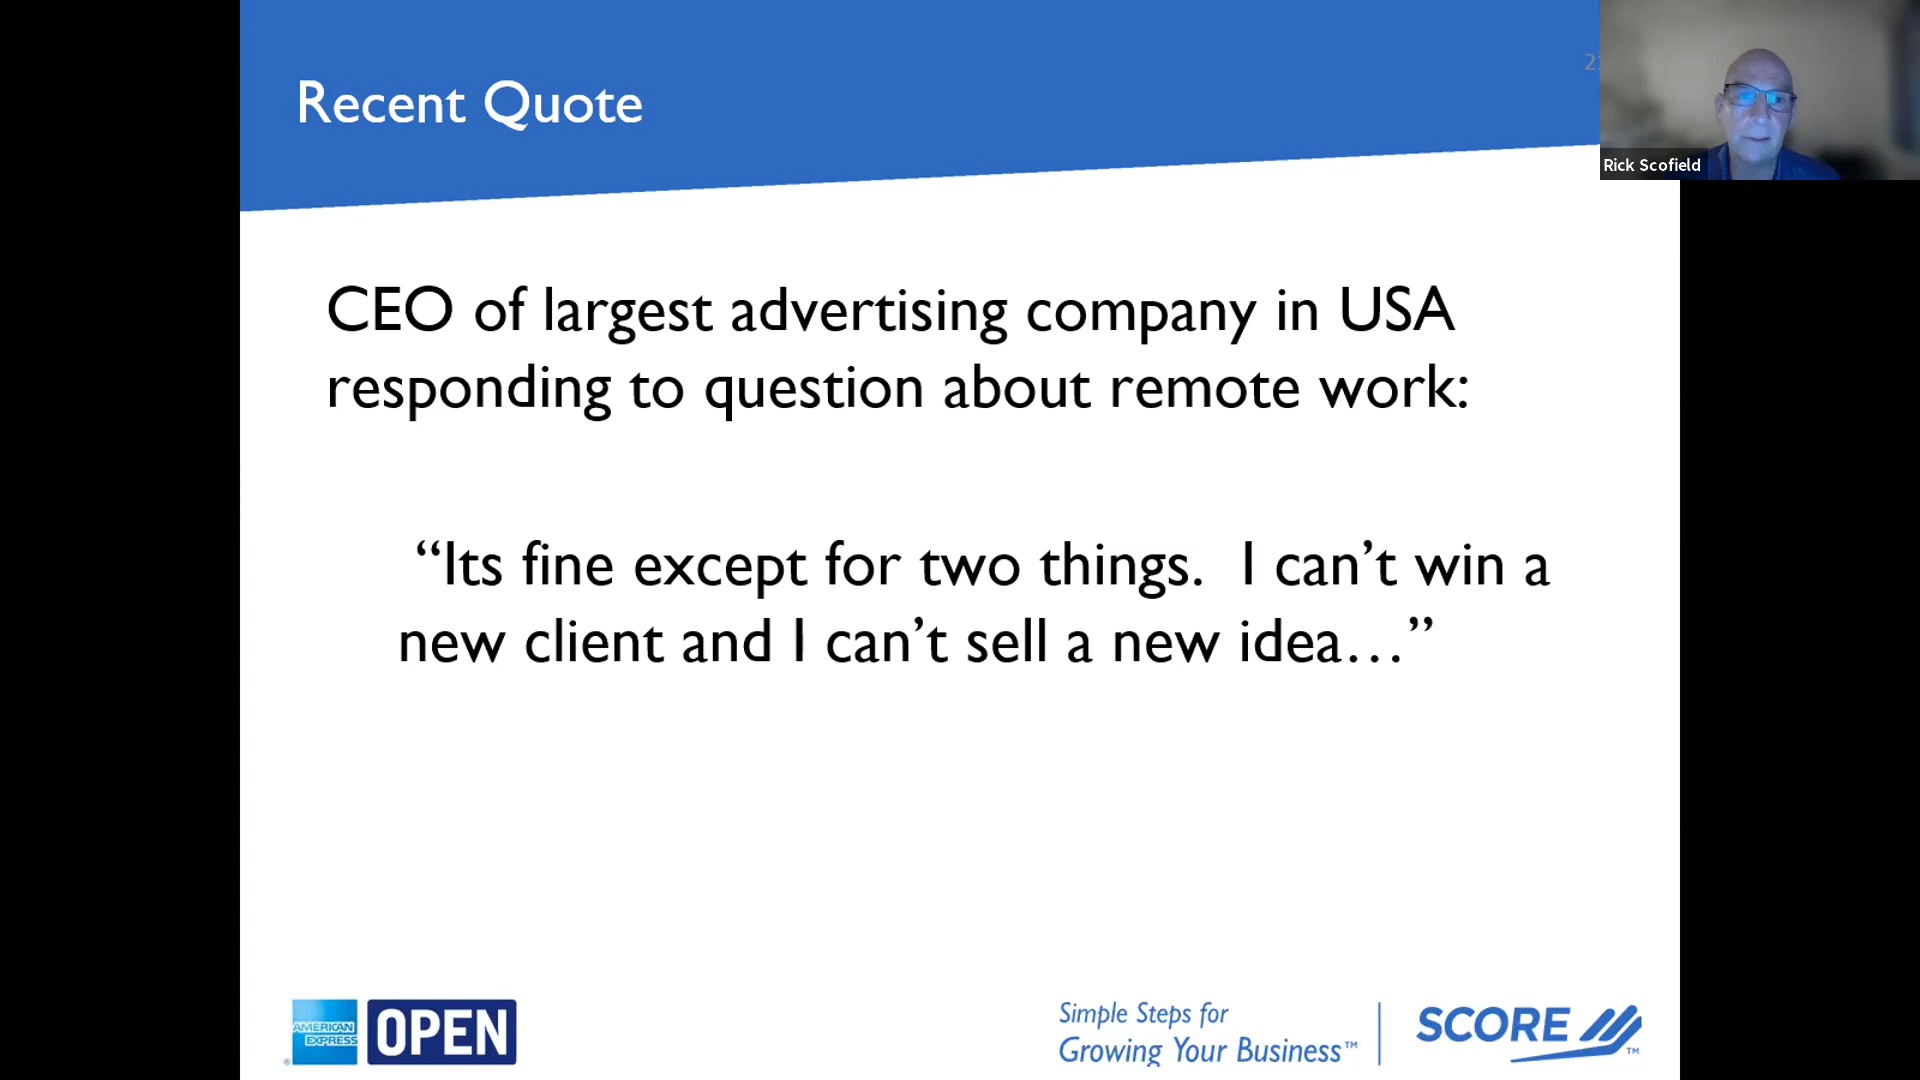 Recent Quote
Rick Scofield
CEO of largest advertising company in USA
responding to question about remote work:
“Its fine except for two things.  I can’t win a
new client and I can’t sell a new idea…”
AMERICAN
EXPRESS
®
OPEN
Simple Steps for
Growing Your Business™
SCORE
™